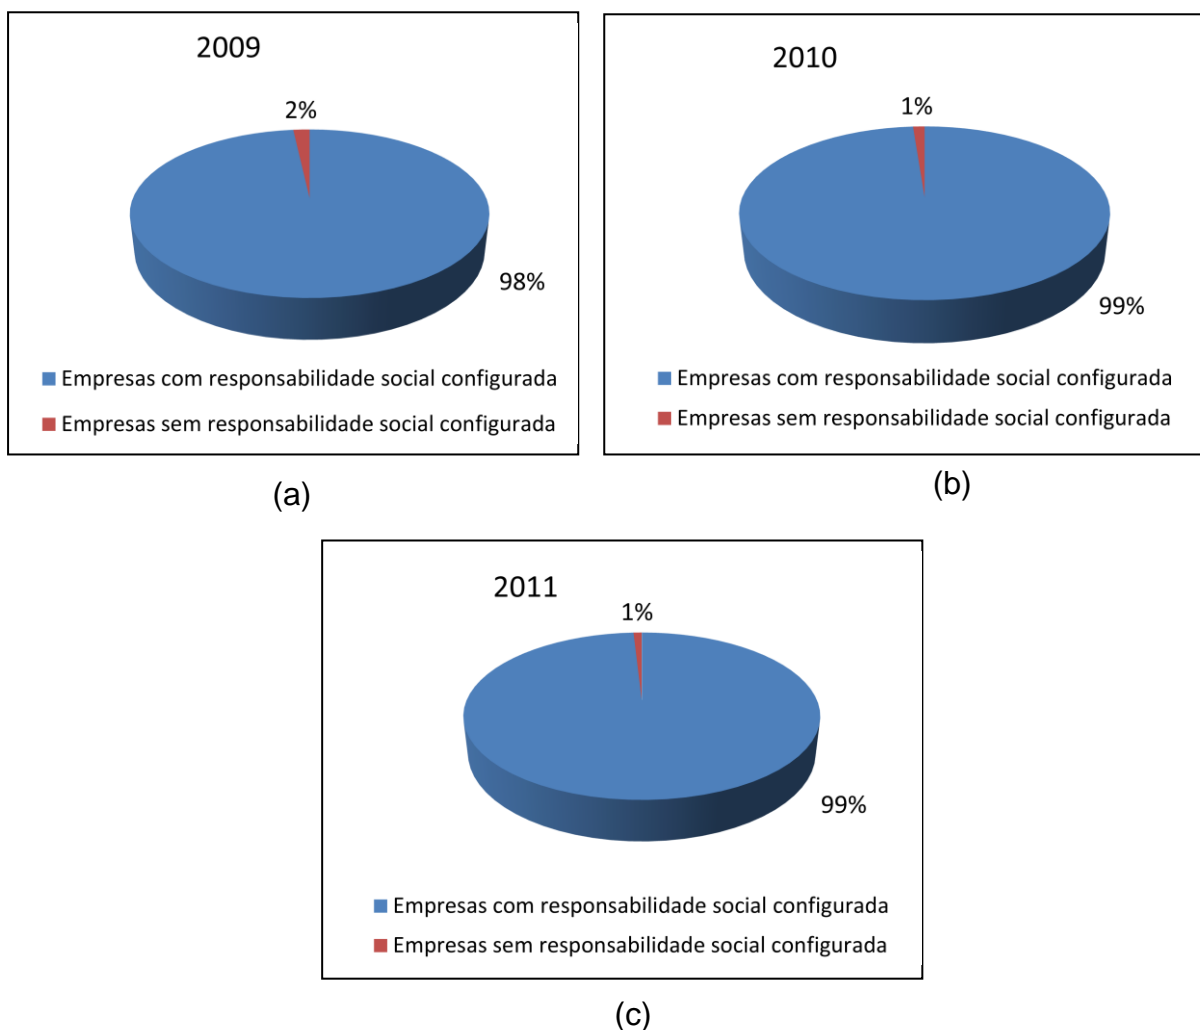 2009
2%
98%
Empresas com responsabilidade social configurada
Empresas sem responsabilidade social configurada
(a)
2010
1%
99%
Empresas com responsabilidade social configurada
Empresas sem responsabilidade social configurada
(b)
2011
1%
99%
Empresas com responsabilidade social configurada
Empresas sem responsabilidade social configurada
(c)